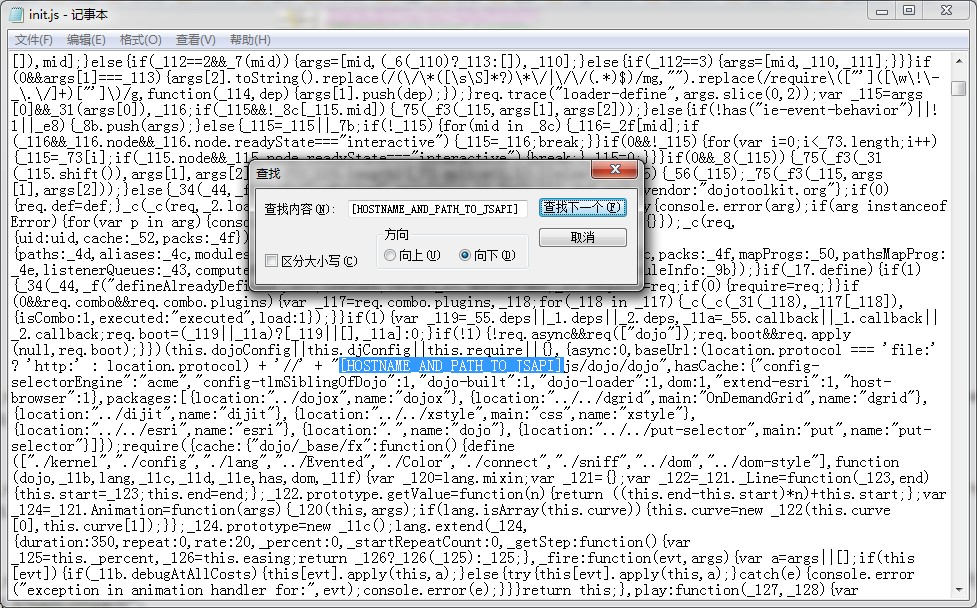 init.js - 记事本
文件(F) 编辑(E) 格式(O) 查看(V) 帮助(H)
[]),mid];}else{if(_112==2&&_7(mid)){args=[mid,(_6(_110)?_110:[]),_110];}else{if(_112==3){args=[mid,_110,_111];}}}if
(0&&args[1]===_113){args[2].toString().replace(/(\/\*([\s\S]*?)\*\/|\/\/(.*)$)/mg,"").replace(/require\(["']([\w\!\-
_\.\/]+)["']\)/g,function(_114,dep){args[1].push(dep);});}req.trace("loader-define",args.slice(0,2));var _115=args
[0]&&_31(args[0]),_116;if(_115&&!_8c[_115.mid]){_75(_f3(_115,args[1],args[2]));}else{if(!has("ie-event-behavior")||!
1||_e8){_8b.push(args);}else{_115=_115||_7b;if(!_115){for(mid in _8c){_116=_2f[mid];if
(_116&&_116.node&&_116.node.readyState==="interactive"){_115=_116;break;}}if(0&&!_115){for(var i=0;i<_73.length;i++)
{_115=_73[i];if(_115.node&&_115.node.readyState==="interactive"){break;}_115=0;}}}if(0&&_8(_115)){_75(_f3(_31
(_115.shift()),args[1],args[2]
查找
){_56(_115);_75(_f3(_115,args
[1],args[2]));}else{_34(_44,_f
vendor:"dojotoolkit.org"};if(0)
查找内容(N): [HOSTNAME_AND_PATH_TO_JSAPI] 查找下一个(F)
{req.def=def;}_c(_c(req,_2.loa
y{console.error(arg);if(arg instanceof
Error){for(var p in arg){conso
}});_c(req,
方向 取消
{uid:uid,cache:_52,packs:_4f})
{paths:_4d,aliases:_4c,modules
c,packs:_4f,mapProgs:_50,pathsMapProg:
区分大小写(C) 向上(U) 向下(D)
_4e,listenerQueues:_43,comput
uleInfo:_9b});}if(_17.define){if(1)
{_34(_44,_f("defineAlreadyDefi
=req;if(0){require=req;}if
(0&&req.combo&&req.combo.plugins){var _117=req.combo.plugins,_118;for(_118 in _117){_c(_c(_31(_118),_117[_118]),
{isCombo:1,executed:"executed",load:1});}}if(1){var _119=_55.deps||_1.deps||_2.deps,_11a=_55.callback||_1.callback||
_2.callback;req.boot=(_119||_11a)?[_119||[],_11a]:0;}if(!1){!req.async&&req(["dojo"]);req.boot&&req.apply
(null,req.boot);}})(this.dojoConfig||this.djConfig||this.require||{}, {async:0,baseUrl:(location.protocol === 'file:'
? 'http:' : location.protocol) + '//' + "[HOSTNAME_AND_PATH_TO_JSAPI]js/dojo/dojo",hasCache:{"config-
selectorEngine":"acme","config-tlmSiblingOfDojo":1,"dojo-built":1,"dojo-loader":1,dom:1,"extend-esri":1,"host-
browser":1},packages:[{location:"../dojox",name:"dojox"},{location:"../../dgrid",main:"OnDemandGrid",name:"dgrid"},
{location:"../dijit",name:"dijit"},{location:"../../xstyle",main:"css",name:"xstyle"},
{location:"../../esri",name:"esri"},{location:".",name:"dojo"},{location:"../../put-selector",main:"put",name:"put-
selector"}]});require({cache:{"dojo/_base/fx":function(){define
(["./kernel","./config","./lang","../Evented","./Color","./connect","./sniff","../dom","../dom-style"],function
(dojo,_11b,lang,_11c,_11d,_11e,has,dom,_11f){var _120=lang.mixin;var _121={};var _122=_121._Line=function(_123,end)
{this.start=_123;this.end=end;};_122.prototype.getValue=function(n){return ((this.end-this.start)*n)+this.start;};var
_124=_121.Animation=function(args){_120(this,args);if(lang.isArray(this.curve)){this.curve=new _122(this.curve
[0],this.curve[1]);}};_124.prototype=new _11c();lang.extend(_124,
{duration:350,repeat:0,rate:20,_percent:0,_startRepeatCount:0,_getStep:function(){var
_125=this._percent,_126=this.easing;return _126?_126(_125):_125;},_fire:function(evt,args){var a=args||[];if(this
[evt]){if(_11b.debugAtAllCosts){this[evt].apply(this,a);}else{try{this[evt].apply(this,a);}catch(e){console.error
("exception in animation handler for:",evt);console.error(e);}}}return this;},play:function(_127,_128){var